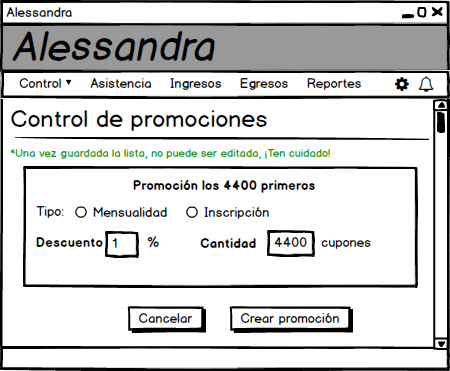 Alessandra
Alessandra
Control Asistencia Ingresos Egresos Reportes
Control de promociones
*Una vez guardada la lista, no puede ser editada, ¡Ten cuidado!
Promoción los 4400 primeros
Tipo: Mensualidad Inscripción
Descuento 1 % Cantidad 4400 cupones
Cancelar Crear promoción